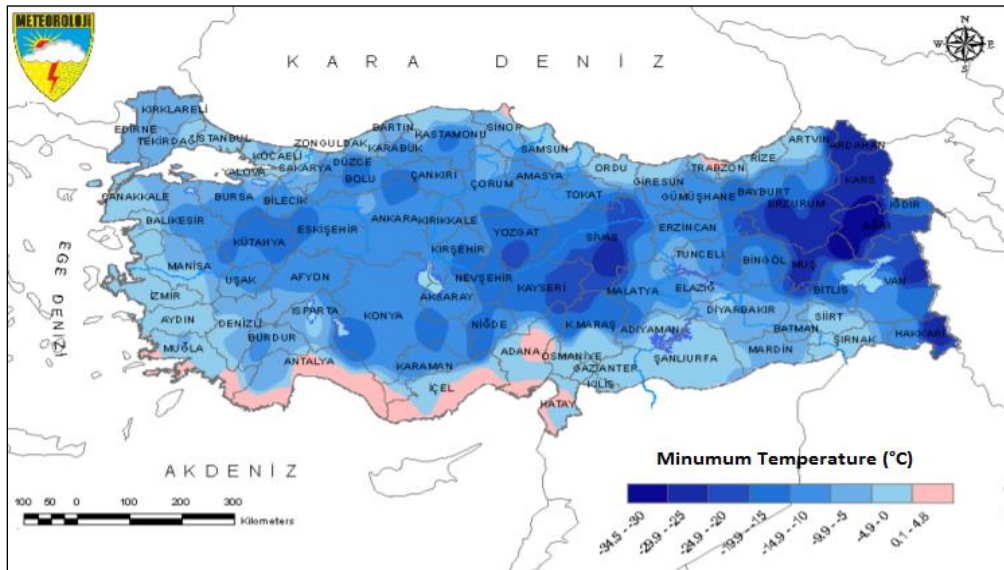 METEOROLOJİ
N
W E
S
KARA DENİZ
KIRKLARELİ
EDİRNE
TEKİRDAĞ
İSTANBUL
ZONGULDAK
BARTIN
KASTAMONU
SİNOP
KARABÜK
SAMSUN
ARTVİN
ARDAHAN
KOCAELİ
SAKARYA
YALOVA
DÜZCE
BOLU
ÇANKIRI
ÇORUM
AMASYA
ORDU
GİRESUN
TRABZON
RİZE
KARS
ÇANAKKALE
BURSA
BİLECİK
TOKAT
GÜMÜŞHANE
BAYBURT
ERZURUM
IĞDIR
BALIKESİR
ESKİŞEHİR
ANKARA
KIRIKKALE
YOZGAT
SİVAS
ERZİNCAN
AĞRI
KÜTAHYA
KIRŞEHİR
TUNCELİ
BİNGÖL
MUŞ
MANİSA
UŞAK
AFYON
NEVŞEHİR
KAYSERİ
MALATYA
ELAZIĞ
BİTLİS
VAN
EGE DENİZİ
İZMİR
AKSARAY
AYDIN
DENİZLİ
ISPARTA
KONYA
NİĞDE
K.MARAŞ
ADIYAMAN
DİYARBAKIR
SİİRT
BATMAN
HAKKARİ
MUĞLA
BURDUR
ANTALYA
KARAMAN
ADANA
OSMANİYE
GAZİANTEP
ŞANLIURFA
MARDİN
ŞIRNAK
İÇEL
KİLİS
HATAY
AKDENİZ
Minumum Temperature (°C)
100 50 0 100 200 300
Kilometers
-34.5 - -30
-29.9 - -25
-24.9 - -20
-19.9 - -15
-14.9 - -10
-9.9 - -5
-4.9 - 0
0.1 - 4.8